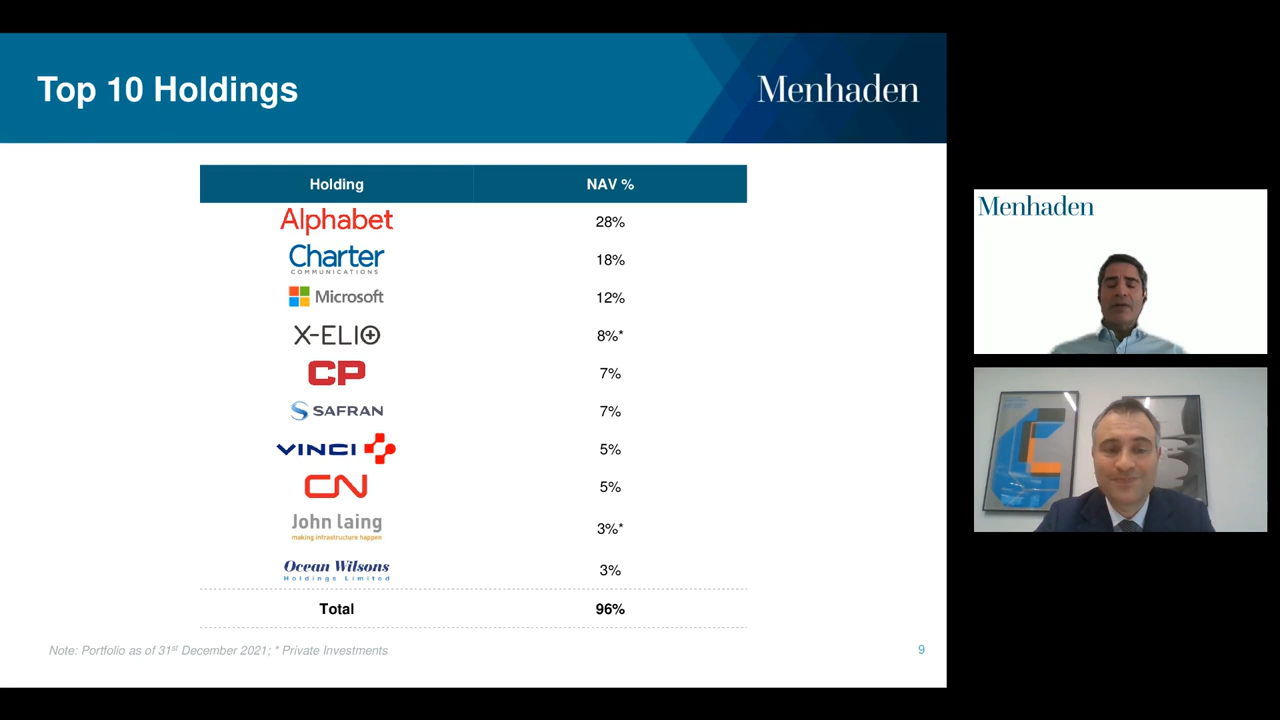 Top 10 Holdings
Menhaden
Holding NAV %
Alphabet 28%
Charter COMMUNICATIONS 18%
Microsoft 12%
X-ELIO 8%*
CP 7%
SAFRAN 7%
VINCI 5%
CN 5%
John laing making infrastructure happen 3%*
Ocean Wilsons Holdings Limited 3%
Total 96%
Note: Portfolio as of 31st December 2021; * Private Investments
9
Menhaden